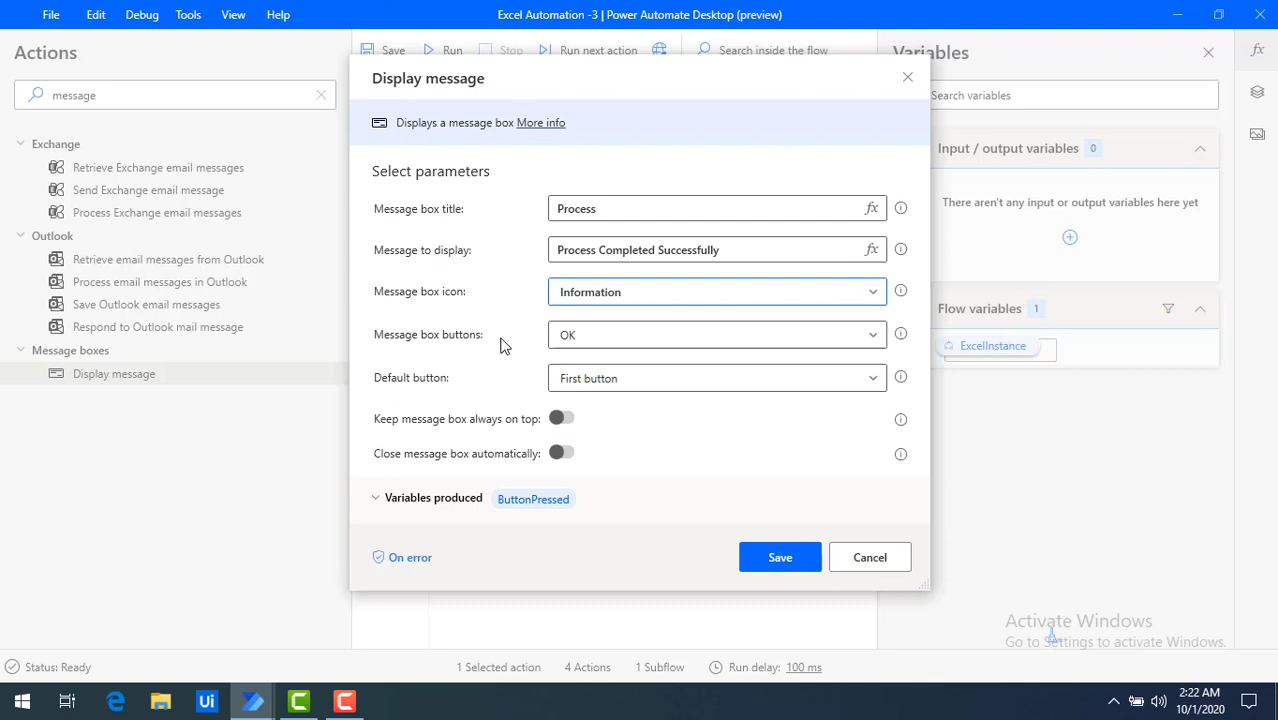 File Edit Debug Tools View Help Excel Automation -3 | Power Automate Desktop (preview)
Actions
message
Exchange
Retrieve Exchange email messages
Send Exchange email message
Process Exchange email messages
Outlook
Retrieve email messages from Outlook
Process email messages in Outlook
Save Outlook email messages
Respond to Outlook mail message
Message boxes
Display message
Save Run Stop Run next action Search inside the flow
Display message
Displays a message box More info
Select parameters
Message box title: Process fx
Message to display: Process Completed Successfully fx
Message box icon: Information
Message box buttons: OK
Default button: First button
Keep message box always on top:
Close message box automatically:
Variables produced ButtonPressed
On error Save Cancel
Variables fx
Search variables
Input / output variables 0
There aren't any input or output variables here yet
Flow variables 1
ExcelInstance
Activate Windows
Go to Settings to activate Windows.
Status: Ready 1 Selected action 4 Actions 1 Subflow Run delay: 100 ms
Ui
2:22 AM
10/1/2020